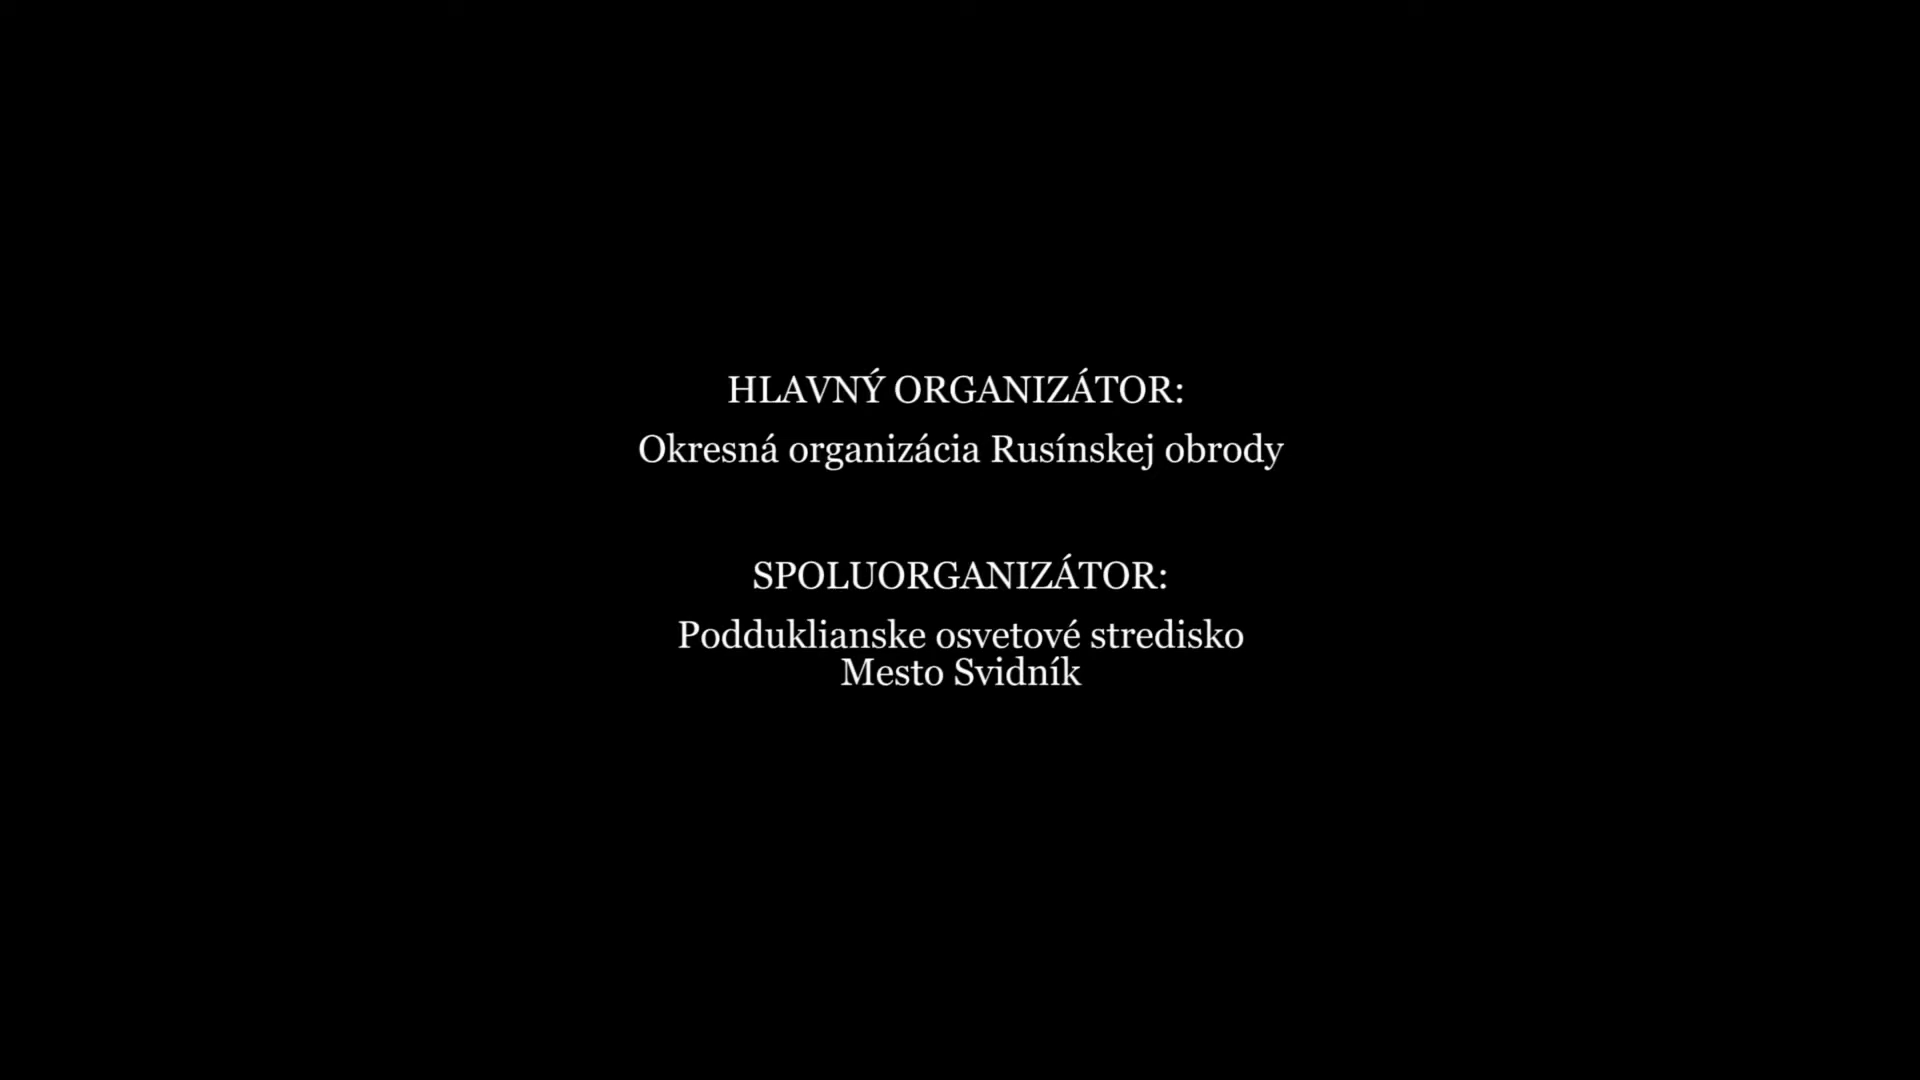 HLAVNÝ ORGANIZÁTOR:
Okresná organizácia Rusínskej obrody
SPOLUORGANIZÁTOR:
Podduklianske osvetové stredisko
Mesto Svidník